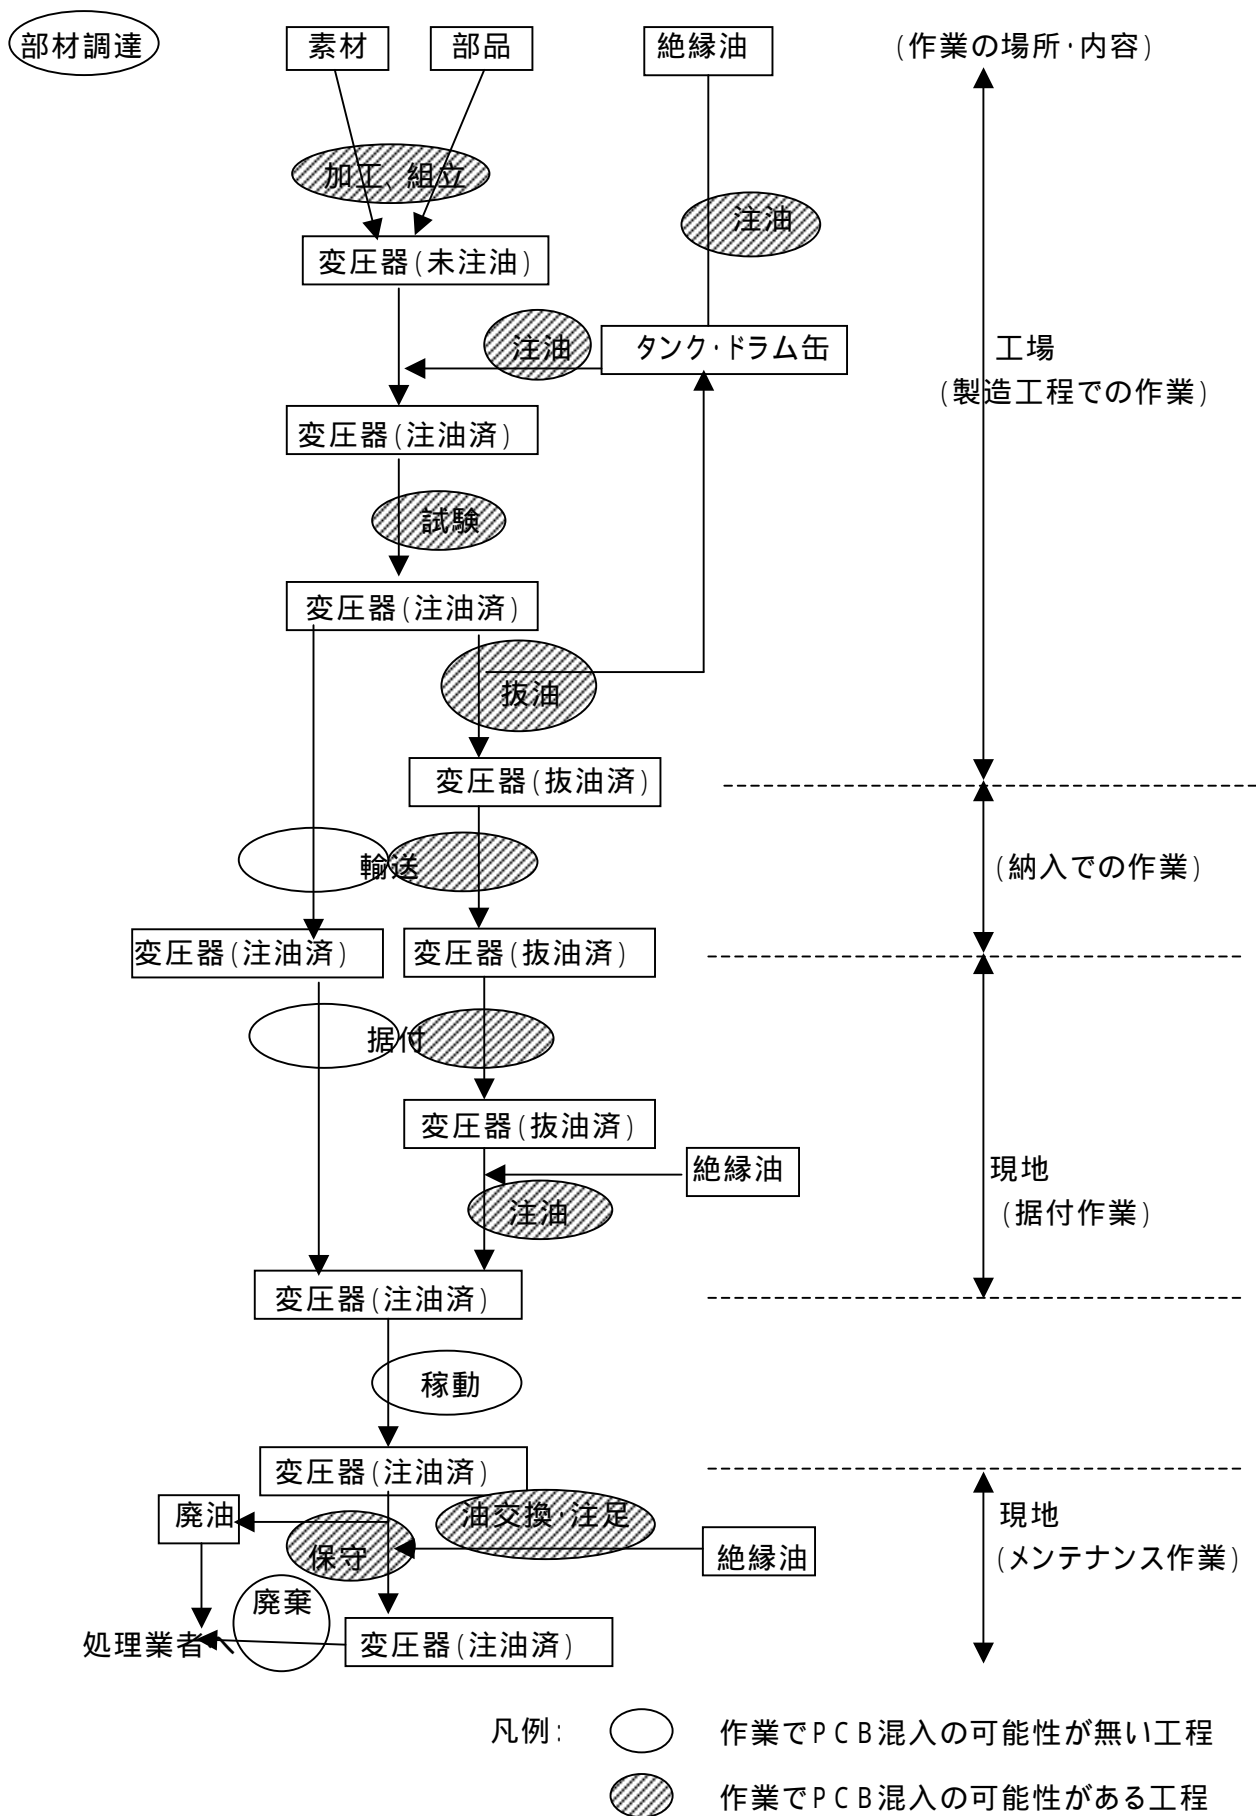 部材調達
素材
部品
絶縁油
(作業の場所・内容)
加工、組立
注油
変圧器(未注油)
注油
タンク・ドラム缶
工場
(製造工程での作業)
変圧器(注油済)
試験
変圧器(注油済)
抜油
変圧器(抜油済)
輸送
(納入での作業)
変圧器(注油済)
変圧器(抜油済)
据付
変圧器(抜油済)
絶縁油
現地
(据付作業)
注油
変圧器(注油済)
稼動
変圧器(注油済)
廃油
油交換・注足
現地
保守
絶縁油
(メンテナンス作業)
廃棄
処理業者へ
変圧器(注油済)
凡例:
作業でPCB混入の可能性が無い工程
作業でPCB混入の可能性がある工程